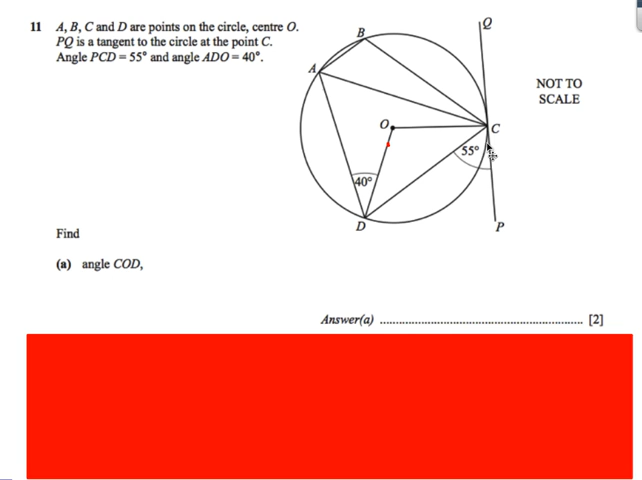 11 A, B, C and D are points on the circle, centre O.
PQ is a tangent to the circle at the point C.
Angle PCD = 55° and angle ADO = 40°.
Q
B
A
NOT TO
SCALE
O
C
55°
40°
D
P
Find
(a) angle COD,
Answer(a) ................................................................ [2]